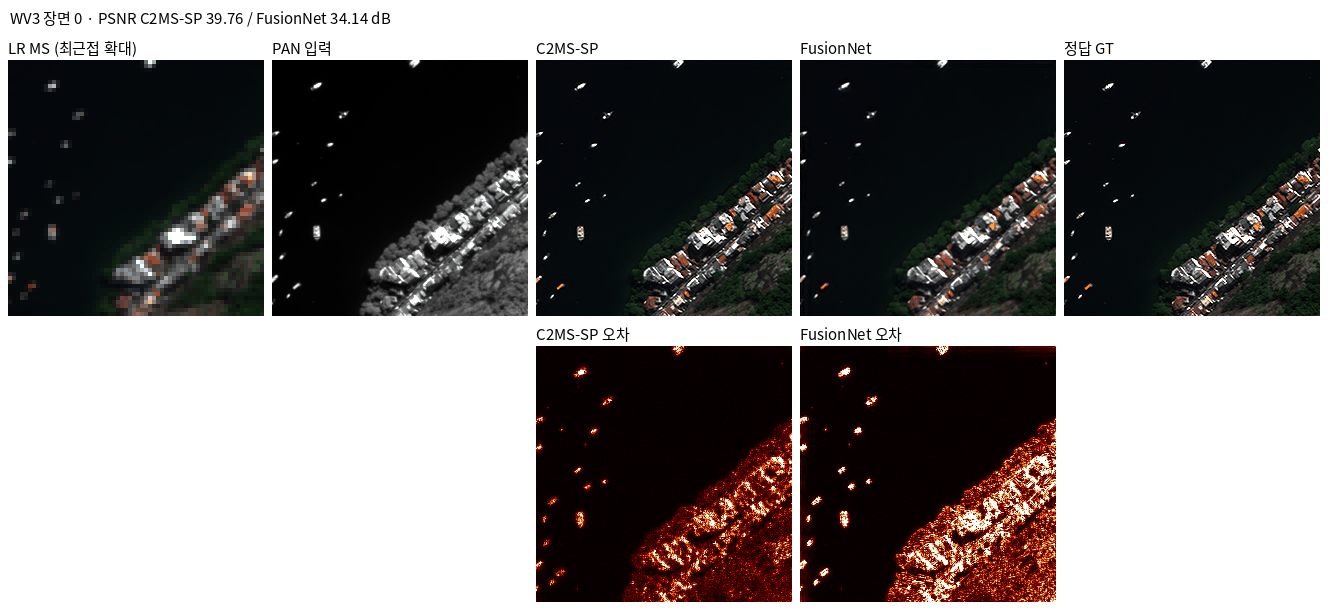 WV3 장면 0 · PSNR C2MS-SP 39.76 / FusionNet 34.14 dB
LR MS (최근접 확대)
PAN 입력
C2MS-SP
FusionNet
정답 GT
C2MS-SP 오차
FusionNet 오차